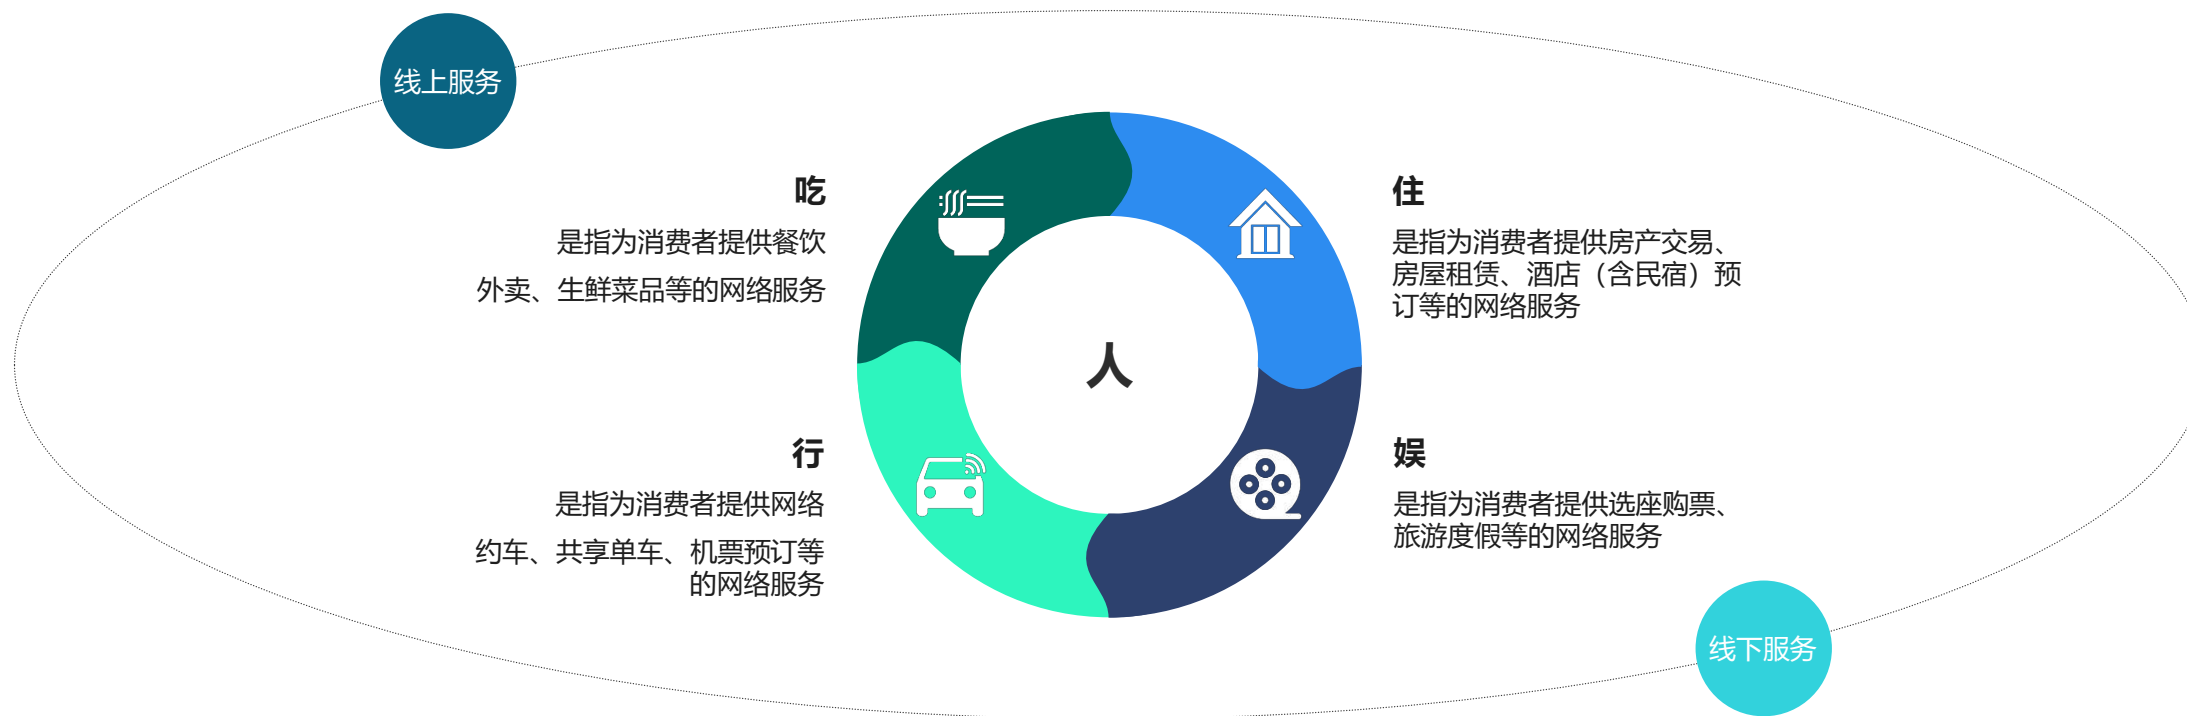 线上服务
吃
是指为消费者提供餐饮
外卖、生鲜菜品等的网络服务
住
是指为消费者提供房产交易、
房屋租赁、酒店（含民宿）预
订等的网络服务
人
行
是指为消费者提供网络
约车、共享单车、机票预订等
的网络服务
娱
是指为消费者提供选座购票、
旅游度假等的网络服务
线下服务